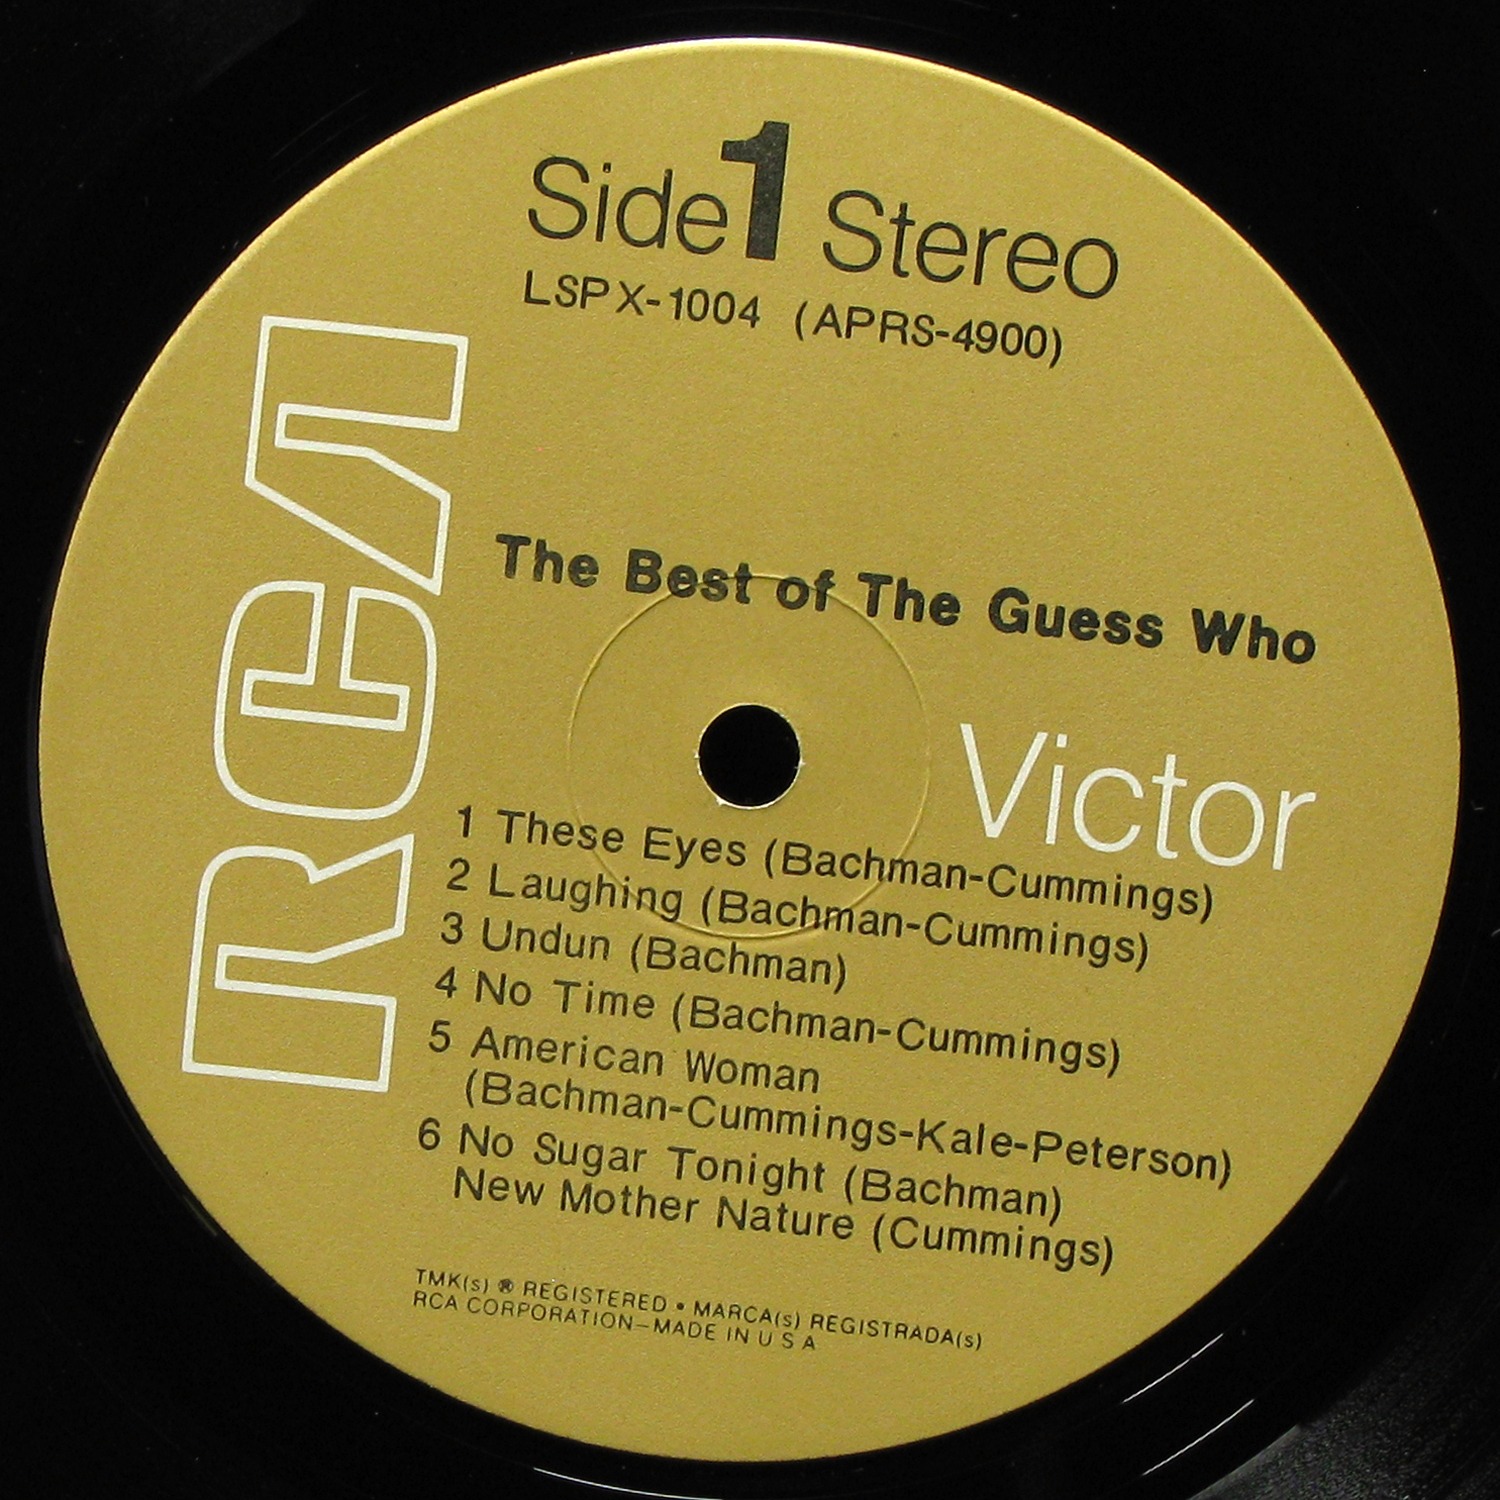 Side 1 Stereo
LSPX-1004 (APRS-4900)
RCA
The Best of The Guess Who
Victor
1 These Eyes (Bachman-Cummings)
2 Laughing (Bachman-Cummings)
3 Undun (Bachman)
4 No Time (Bachman-Cummings)
5 American Woman
(Bachman-Cummings-Kale-Peterson)
6 No Sugar Tonight (Bachman)
New Mother Nature (Cummings)
TMK(s) ® REGISTERED • MARCA(s) REGISTRADA(s)
RCA CORPORATION—MADE IN U S A